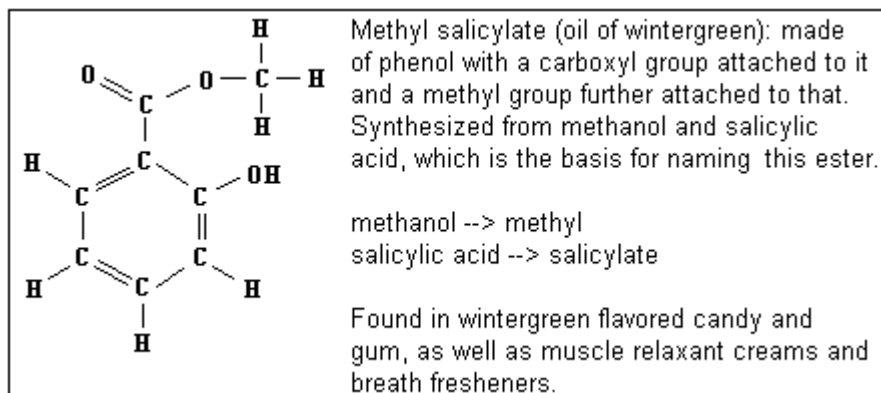 Methyl salicylate (oil of wintergreen): made
of phenol with a carboxyl group attached to it
and a methyl group further attached to that.
Synthesized from methanol and salicylic
acid, which is the basis for naming this ester.
methanol --> methyl
salicylic acid --> salicylate
Found in wintergreen flavored candy and
gum, as well as muscle relaxant creams and
breath fresheners.
H
O O C H
C H
C
H OH
C C
C C
H C H
H